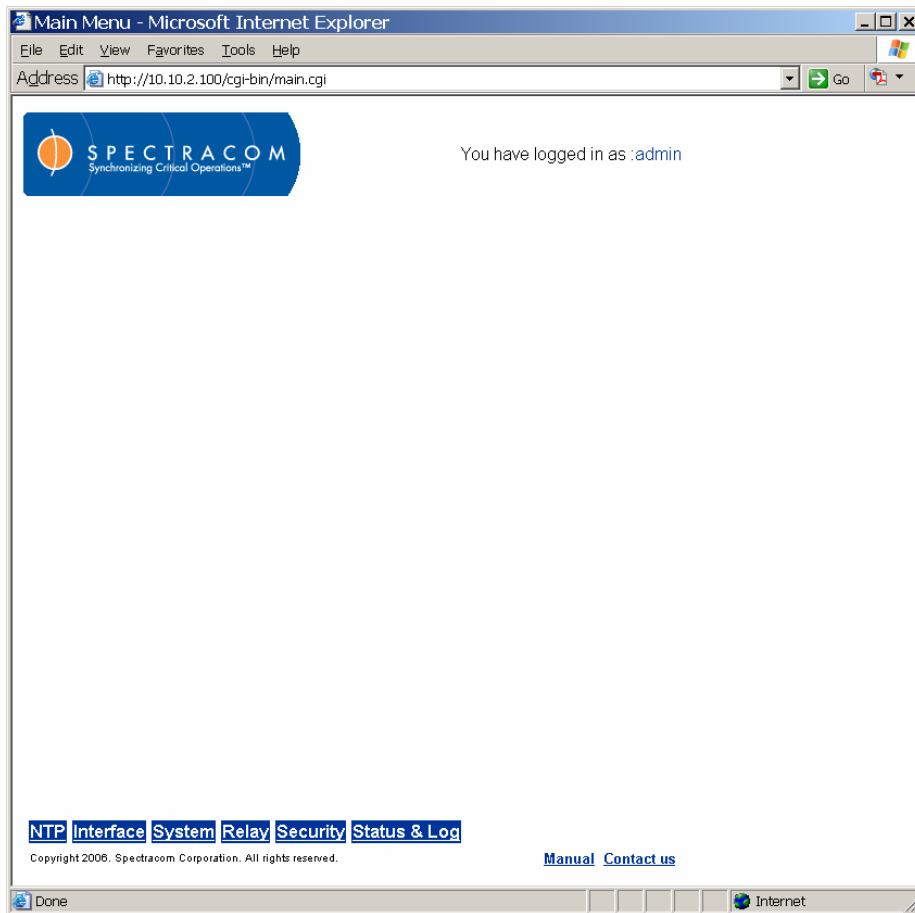 Main Menu - Microsoft Internet Explorer
File Edit View Favorites Tools Help
Address http://10.10.2.100/cgi-bin/main.cgi Go
SPECTRACOM
Synchronizing Critical Operations™
You have logged in as :admin
NTP Interface System Relay Security Status & Log
Copyright 2006. Spectracom Corporation. All rights reserved.
Manual Contact us
Done Internet